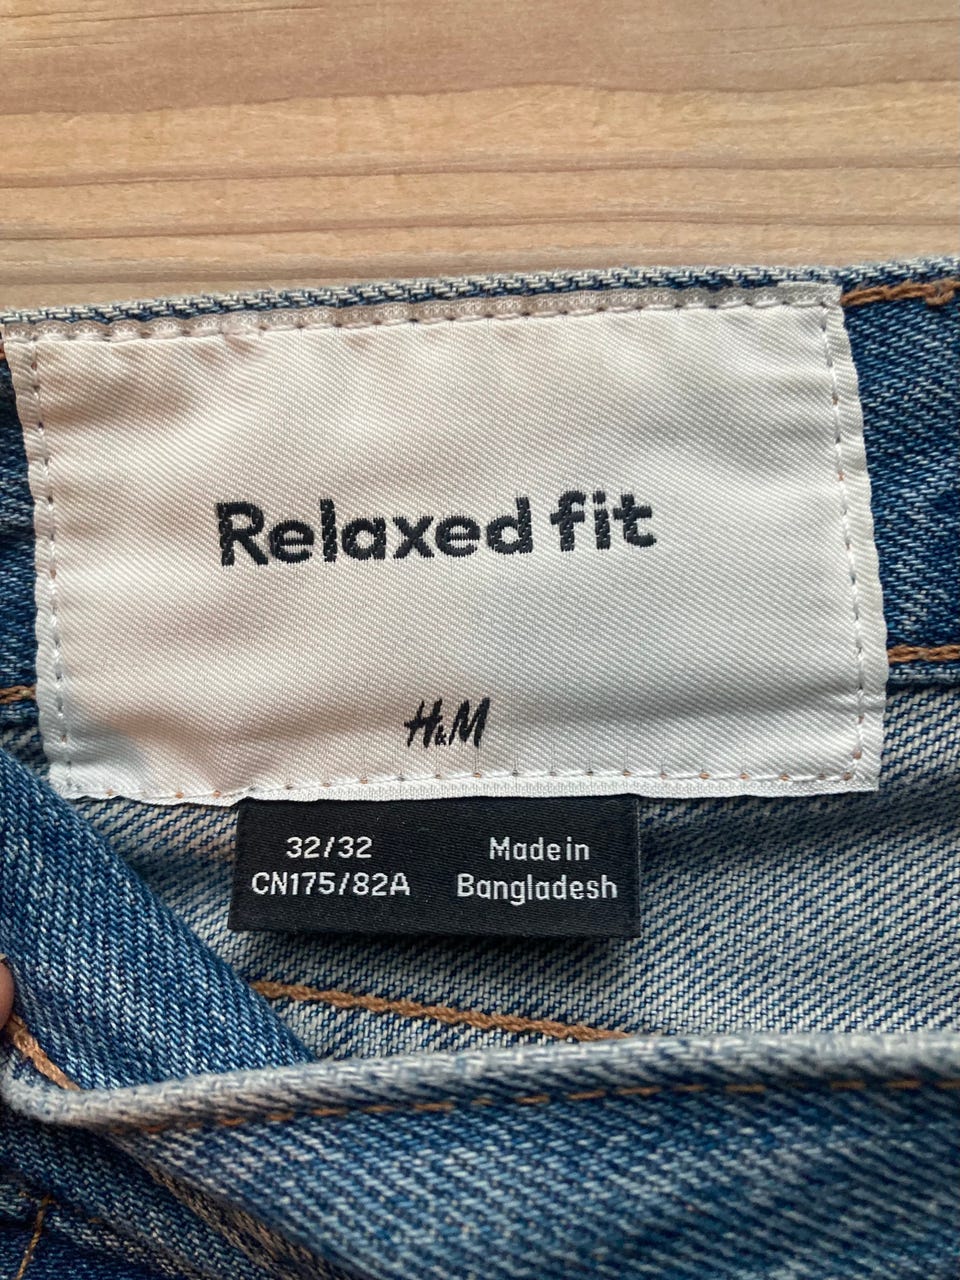 Relaxed fit
H&M
32/32
CN175/82A
Made in
Bangladesh